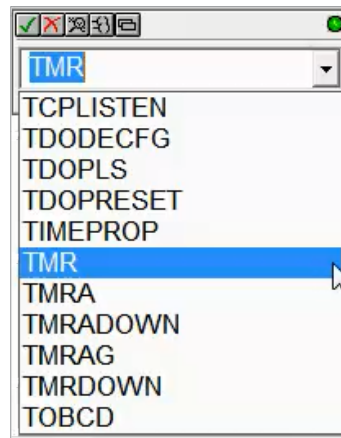 TMR
TCPLISTEN
TDODECFG
TDOPLS
TDOPRESET
TIMEPROP
TMR
TMRA
TMRADOWN
TMRAG
TMRDOWN
TOBCD